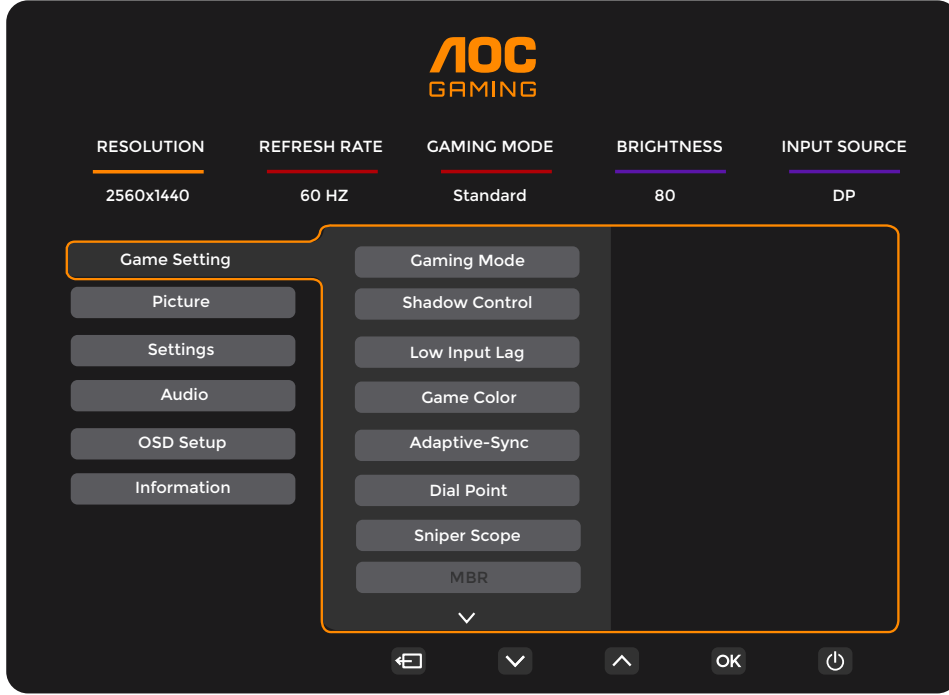 AOC
GAMING
RESOLUTION REFRESH RATE GAMING MODE BRIGHTNESS INPUT SOURCE
2560x1440 60 HZ Standard 80 DP
Game Setting
Picture
Settings
Audio
OSD Setup
Information
Gaming Mode
Shadow Control
Low Input Lag
Game Color
Adaptive-Sync
Dial Point
Sniper Scope
MBR
OK